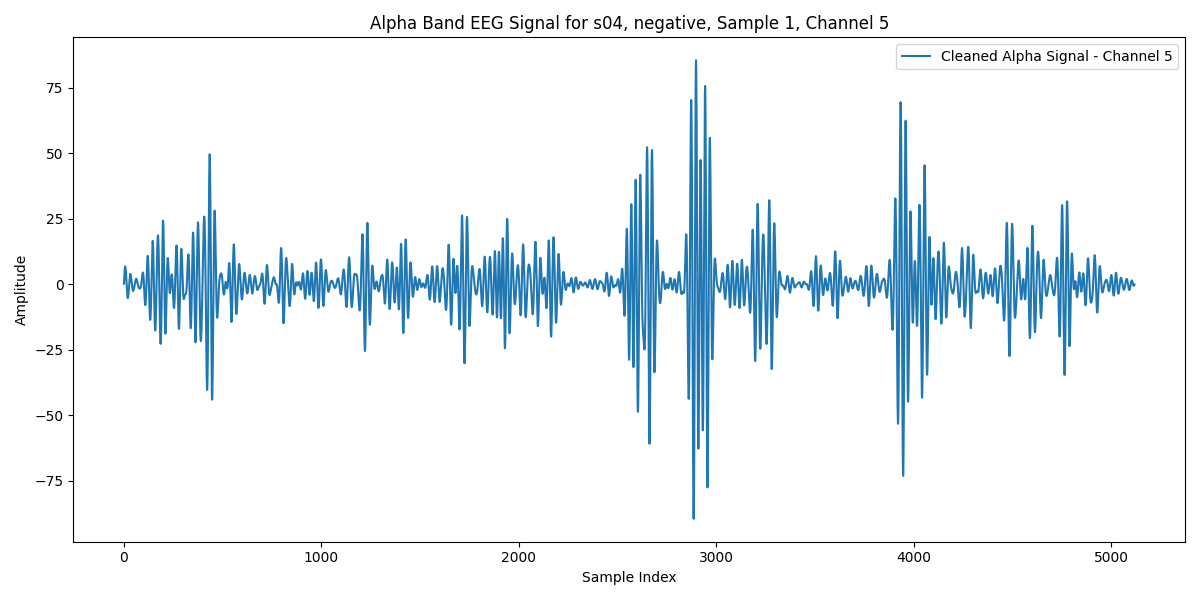 Alpha Band EEG Signal for s04, negative, Sample 1, Channel 5
Cleaned Alpha Signal - Channel 5
Amplitude
75
50
25
0
−25
−50
−75
0 1000 2000 3000 4000 5000
Sample Index